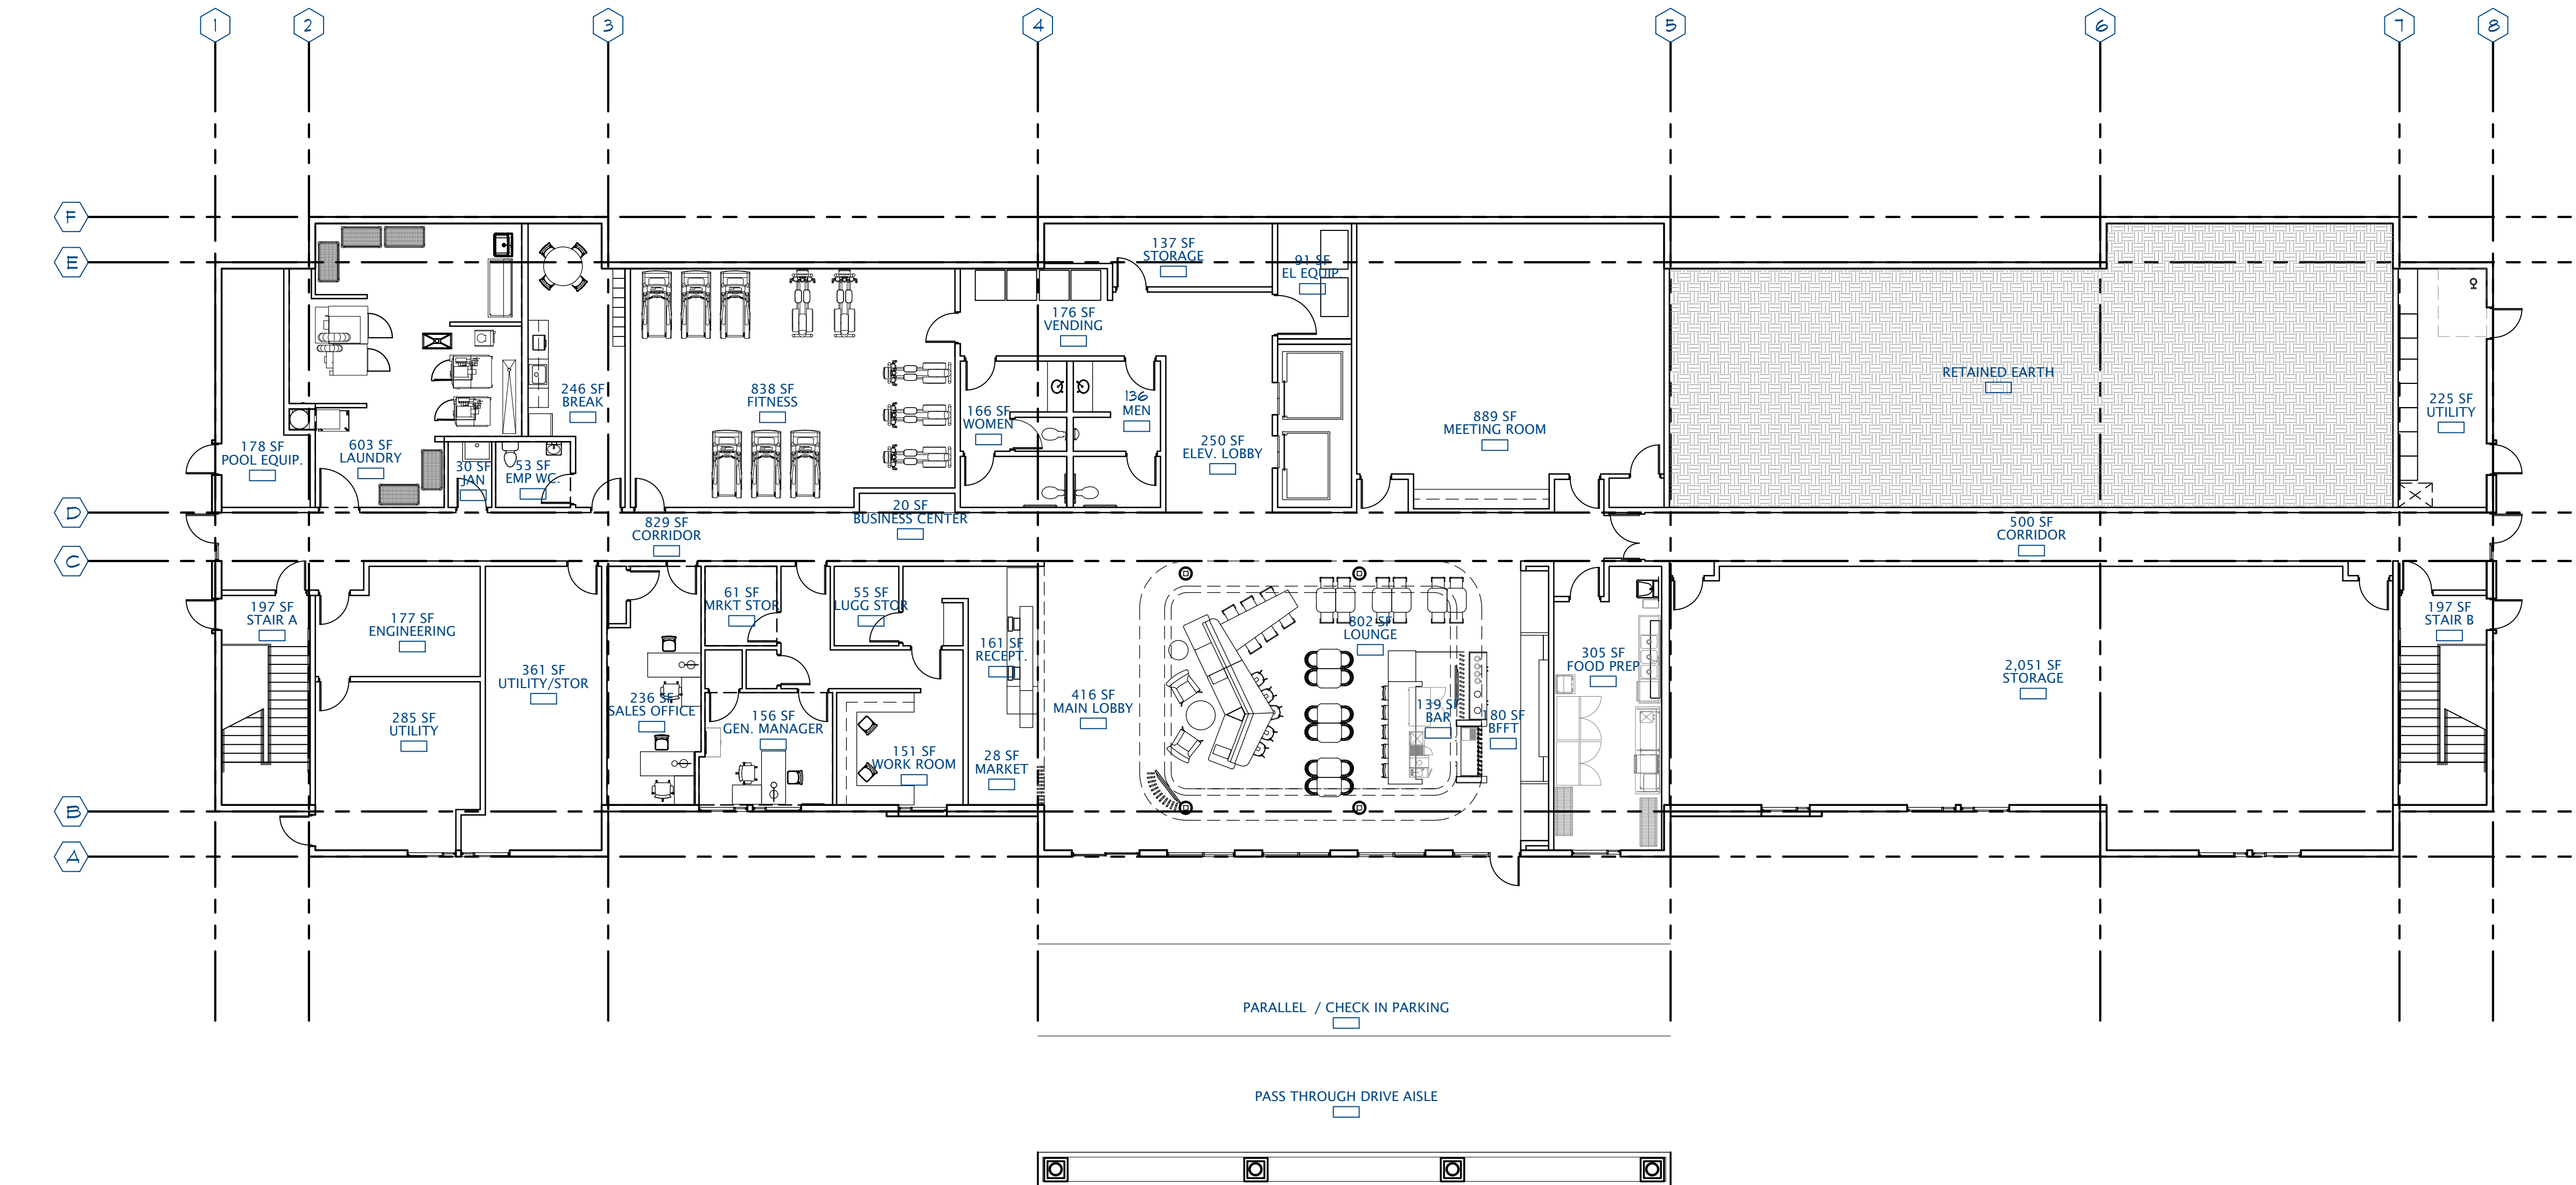 1
2
3
4
5
6
7
8
F
E
D
C
B
A
137 SF
STORAGE
91 SF
EL EQUIP.
176 SF
VENDING
246 SF
BREAK
838 SF
FITNESS
166 SF
WOMEN
136
MEN
250 SF
ELEV. LOBBY
889 SF
MEETING ROOM
RETAINED EARTH
225 SF
UTILITY
178 SF
POOL EQUIP.
603 SF
LAUNDRY
30 SF
JAN
53 SF
EMP WC.
20 SF
BUSINESS CENTER
829 SF
CORRIDOR
500 SF
CORRIDOR
197 SF
STAIR A
177 SF
ENGINEERING
61 SF
MRKT STOR
55 SF
LUGG STOR
161 SF
RECEPT.
802 SF
LOUNGE
305 SF
FOOD PREP
2,051 SF
STORAGE
197 SF
STAIR B
361 SF
UTILITY/STOR
285 SF
UTILITY
236 SF
SALES OFFICE
156 SF
GEN. MANAGER
151 SF
WORK ROOM
28 SF
MARKET
416 SF
MAIN LOBBY
139 SF
BAR
180 SF
BFFT
PARALLEL / CHECK IN PARKING
PASS THROUGH DRIVE AISLE